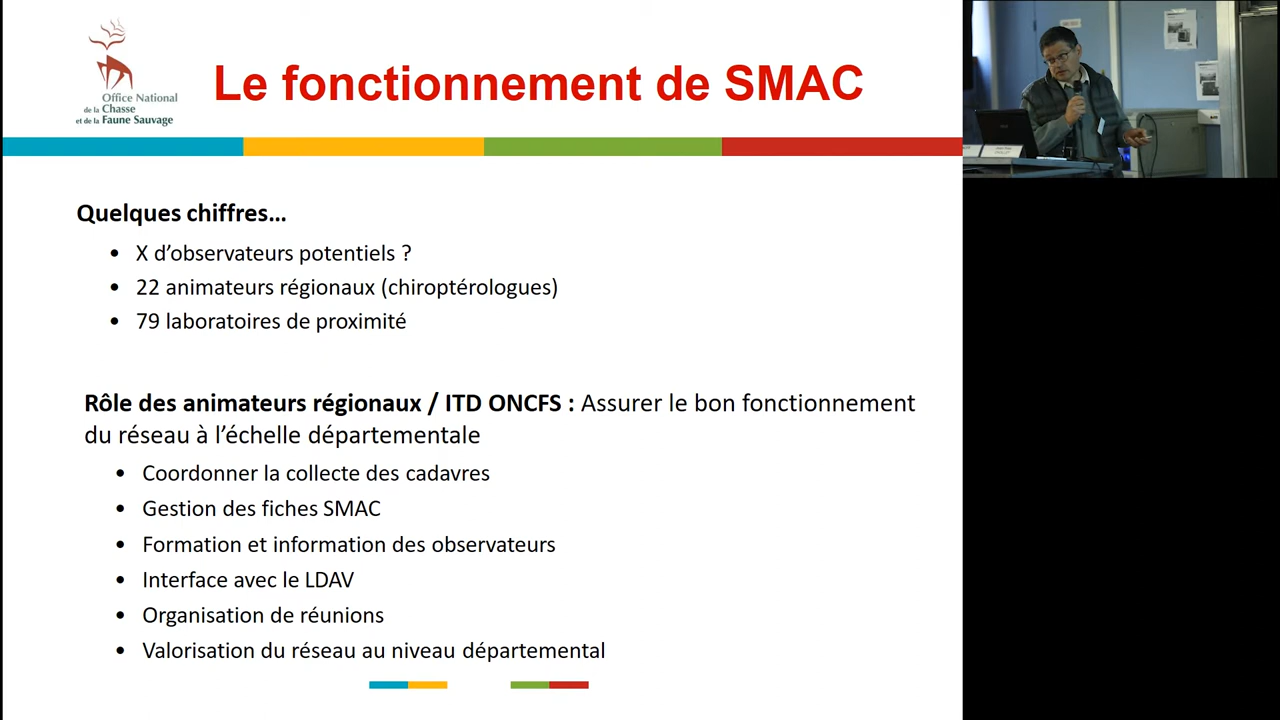 Office National
de la Chasse
et de la Faune Sauvage
Le fonctionnement de SMAC
Quelques chiffres…
• X d’observateurs potentiels ?
• 22 animateurs régionaux (chiroptérologues)
• 79 laboratoires de proximité
Rôle des animateurs régionaux / ITD ONCFS : Assurer le bon fonctionnement
du réseau à l’échelle départementale
• Coordonner la collecte des cadavres
• Gestion des fiches SMAC
• Formation et information des observateurs
• Interface avec le LDAV
• Organisation de réunions
• Valorisation du réseau au niveau départemental